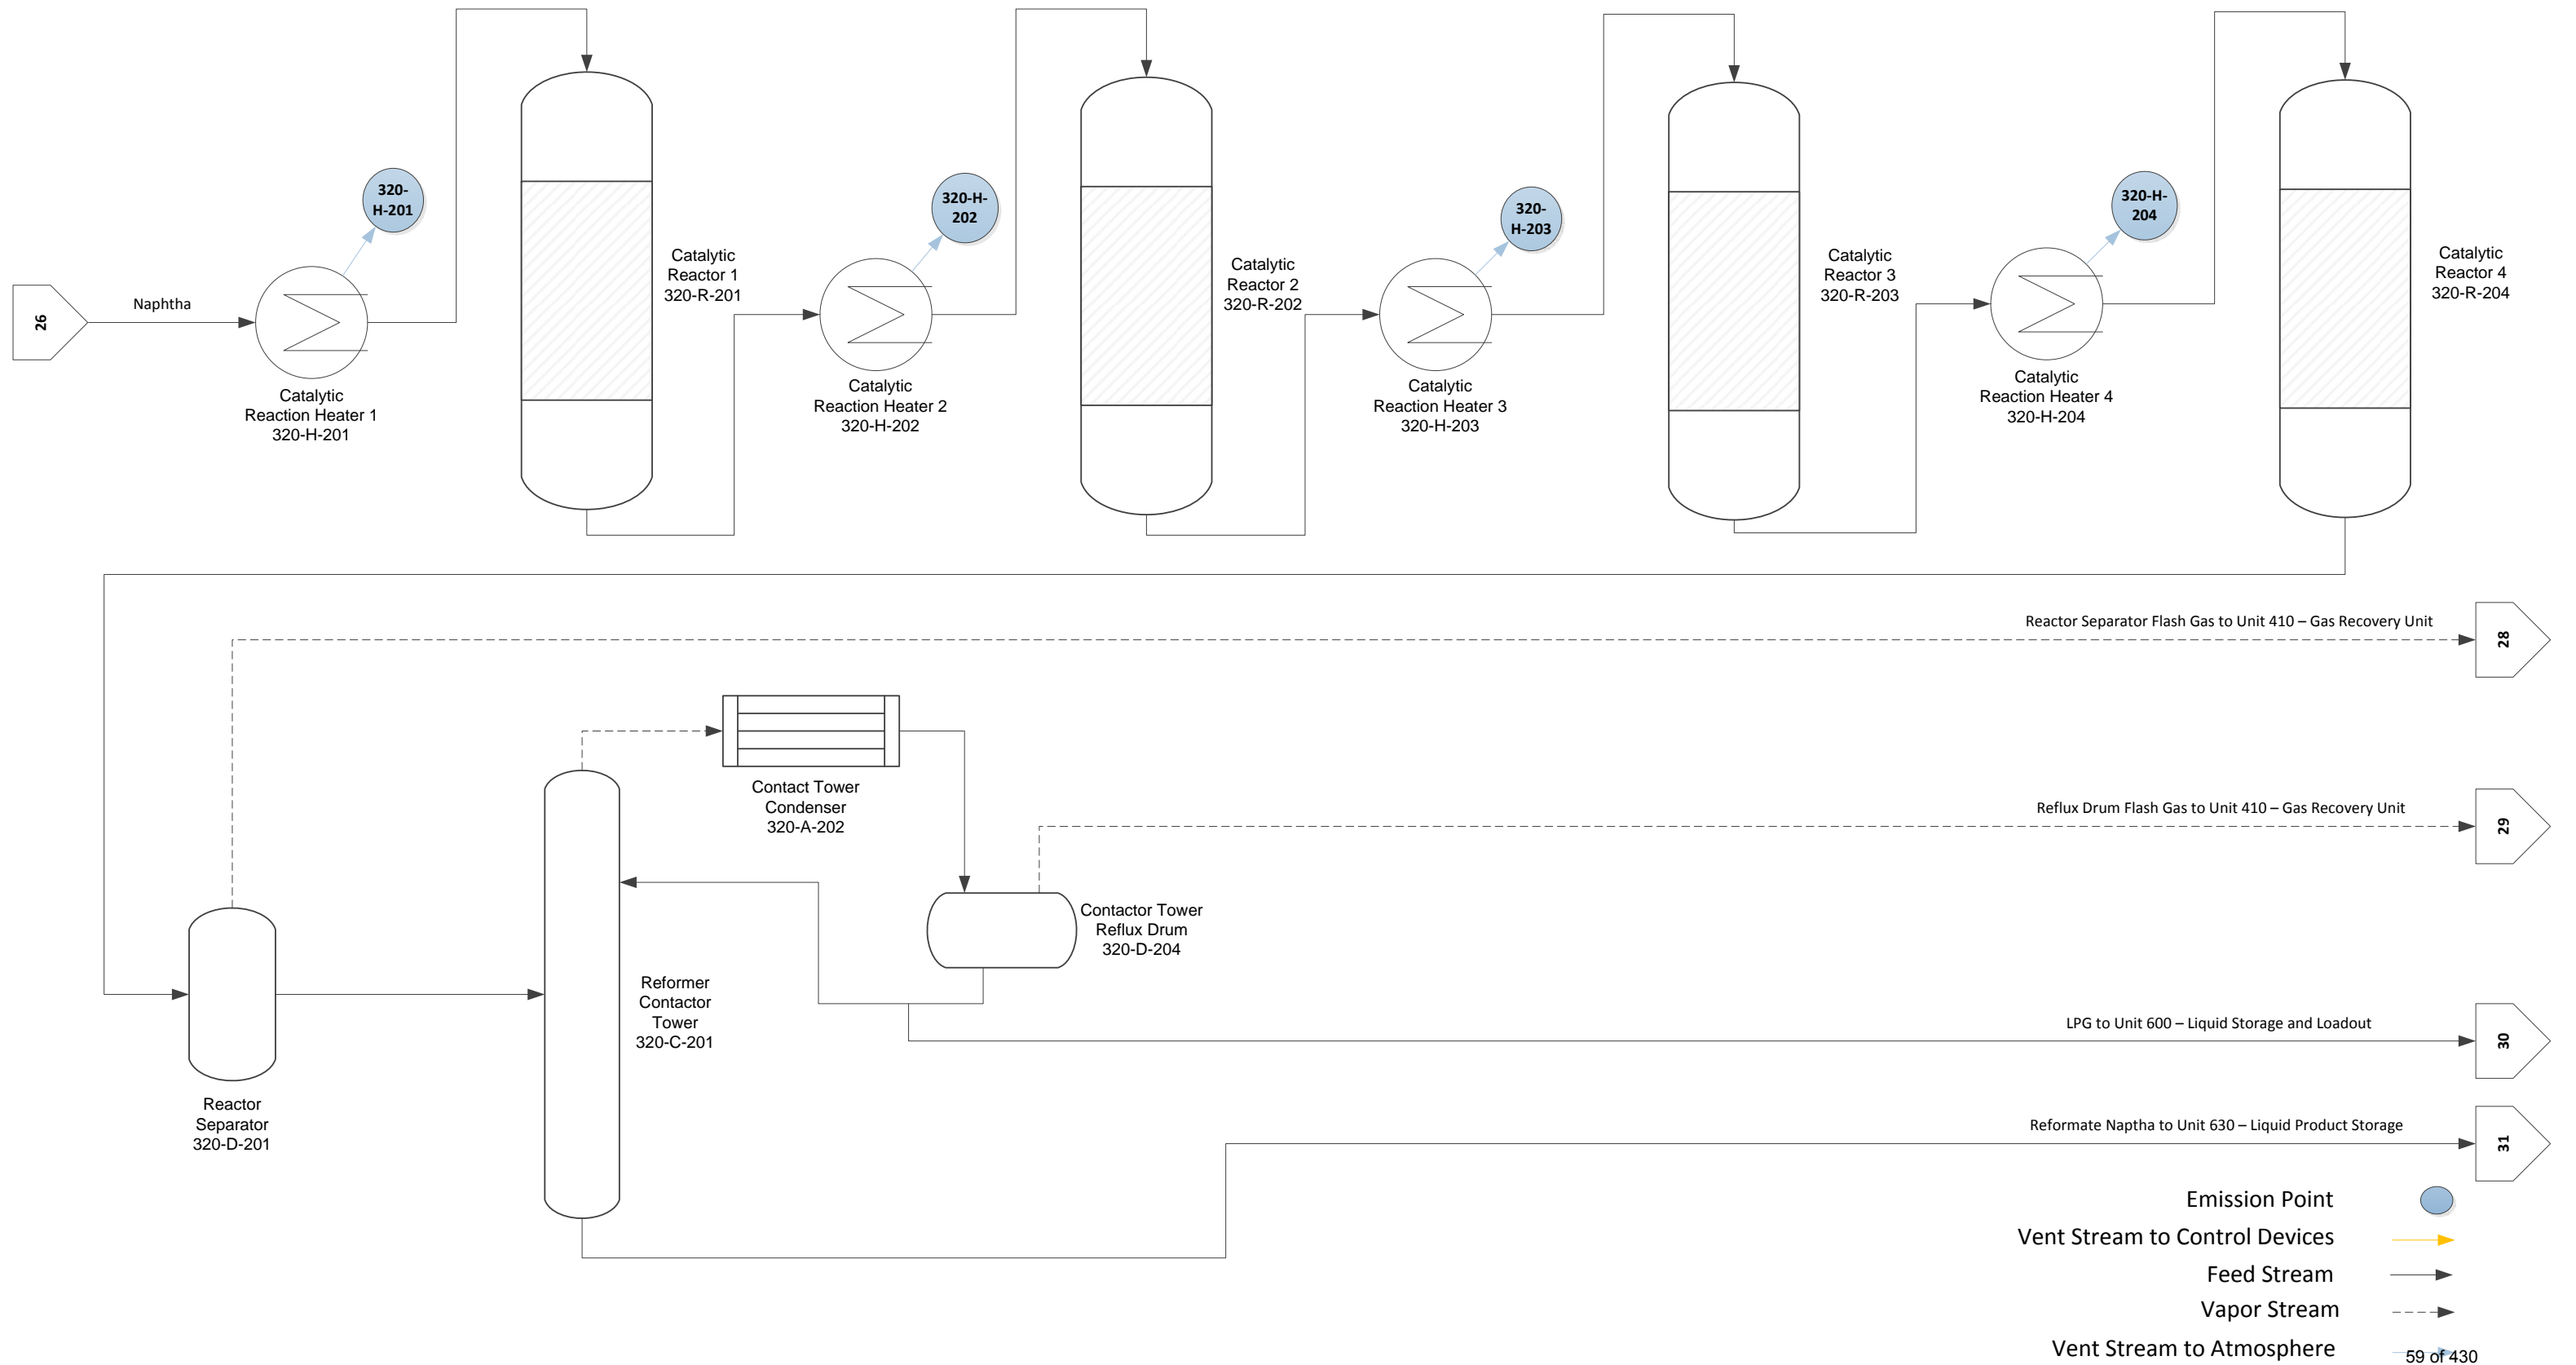 26
Naphtha
320-
H-201
Catalytic
Reaction Heater 1
320-H-201
Catalytic
Reactor 1
320-R-201
320-H-
202
Catalytic
Reaction Heater 2
320-H-202
Catalytic
Reactor 2
320-R-202
320-
H-203
Catalytic
Reaction Heater 3
320-H-203
Catalytic
Reactor 3
320-R-203
320-H-
204
Catalytic
Reaction Heater 4
320-H-204
Catalytic
Reactor 4
320-R-204
Reactor Separator Flash Gas to Unit 410 – Gas Recovery Unit
28
Contact Tower
Condenser
320-A-202
Reflux Drum Flash Gas to Unit 410 – Gas Recovery Unit
29
Contactor Tower
Reflux Drum
320-D-204
Reformer
Contactor
Tower
320-C-201
LPG to Unit 600 – Liquid Storage and Loadout
30
Reactor
Separator
320-D-201
Reformate Naptha to Unit 630 – Liquid Product Storage
31
Emission Point
Vent Stream to Control Devices
Feed Stream
Vapor Stream
Vent Stream to Atmosphere
59 of 430